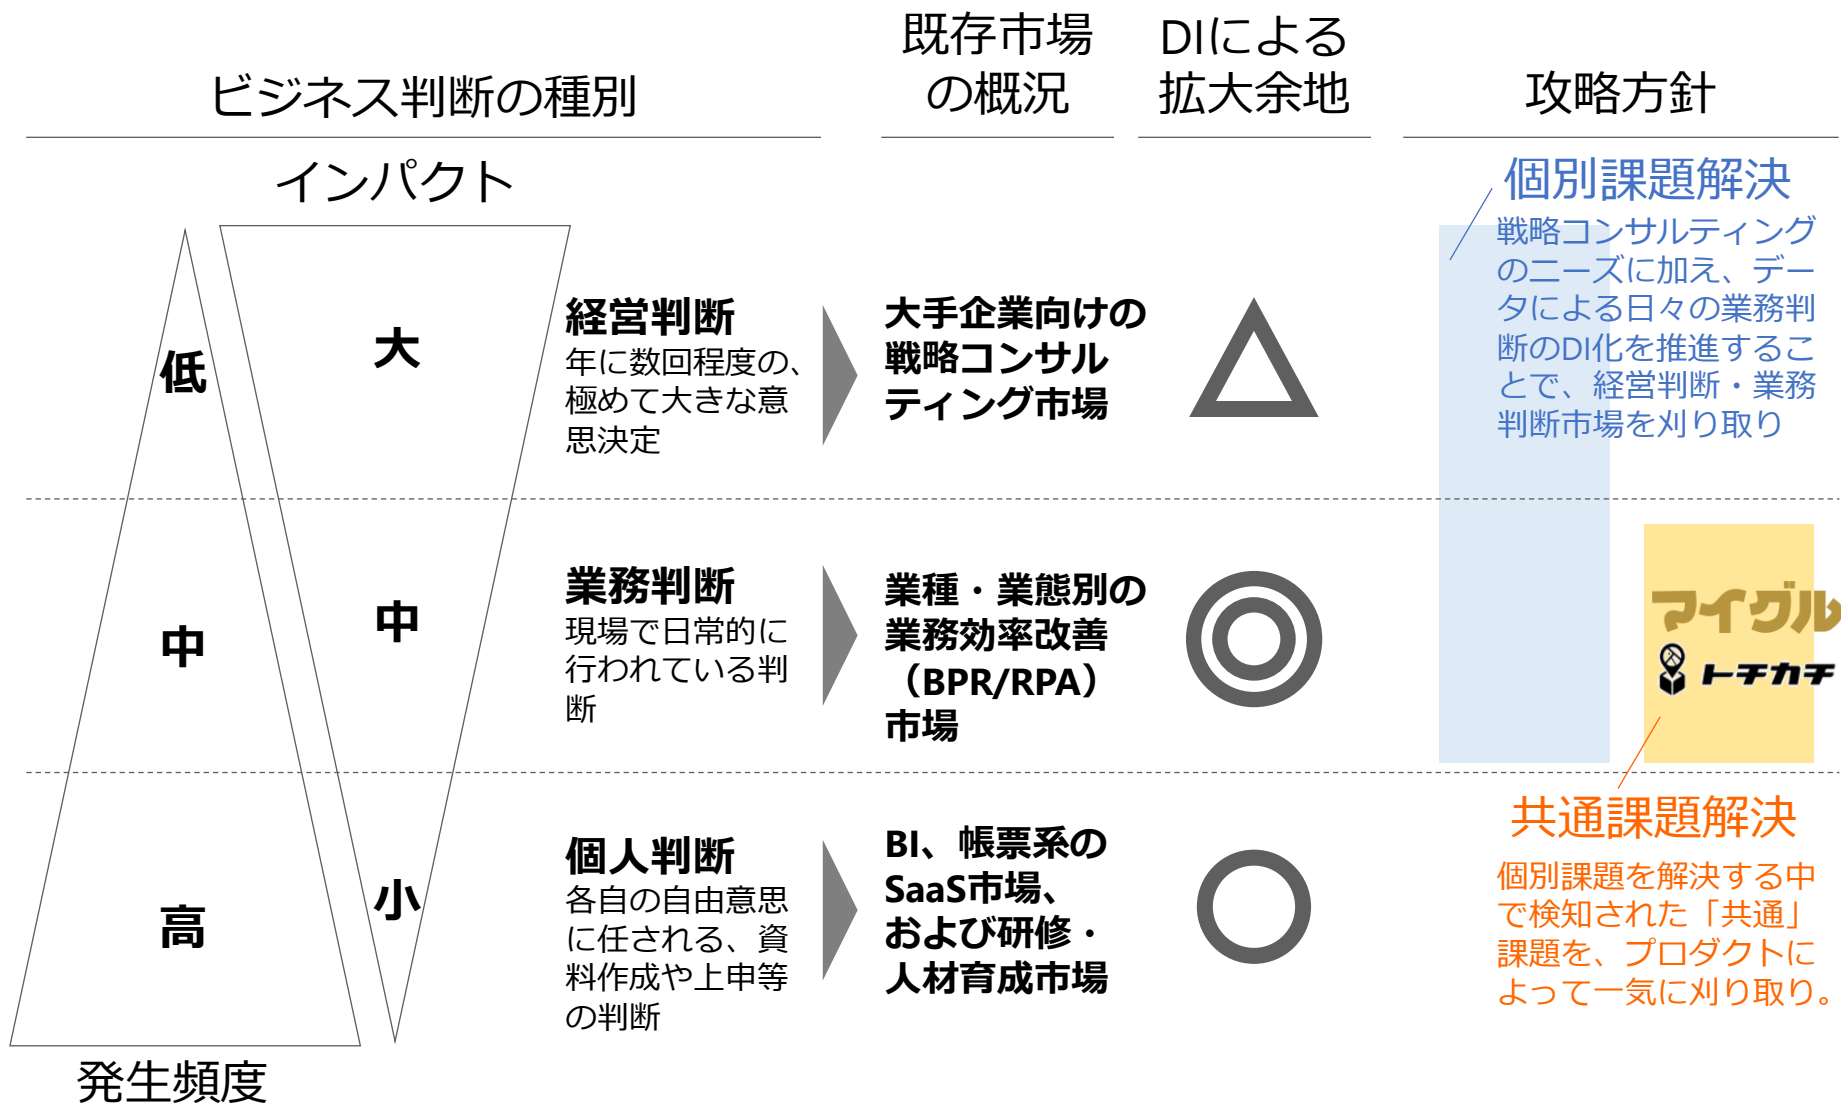 ビジネス判断の種別
既存市場
の概況
DIによる
拡大余地
攻略方針
インパクト
低
大
経営判断
年に数回程度の、
極めて大きな意
思決定
大手企業向けの
戦略コンサル
ティング市場
個別課題解決
戦略コンサルティング
のニーズに加え、デー
タによる日々の業務判
断のDI化を推進するこ
とで、経営判断・業務
判断市場を刈り取り
中
中
業務判断
現場で日常的に
行われている判
断
業種・業態別の
業務効率改善
（BPR/RPA）
市場
マイグル
トチカチ
高
小
個人判断
各自の自由意思
に任される、資
料作成や上申等
の判断
BI、帳票系の
SaaS市場、
および研修・
人材育成市場
共通課題解決
個別課題を解決する中
で検知された「共通」
課題を、プロダクトに
よって一気に刈り取り。
発生頻度